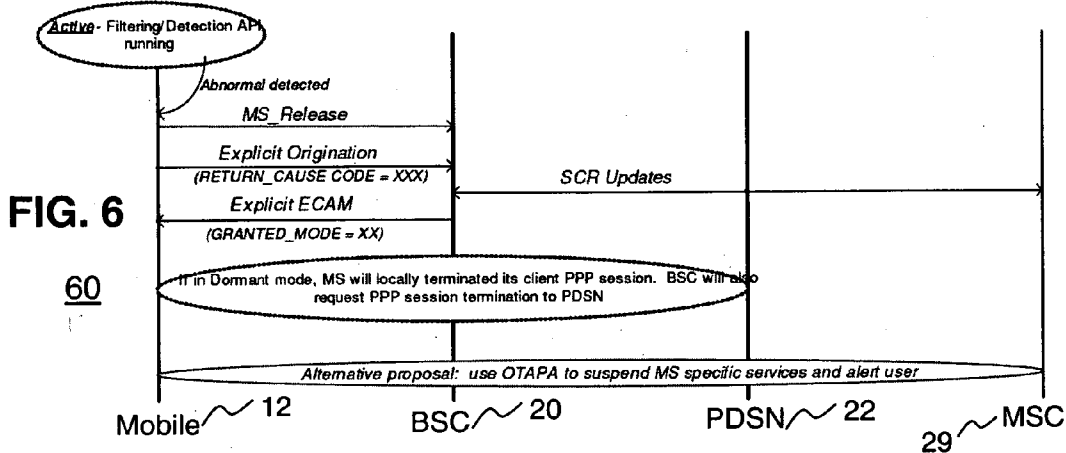 Active - Filtering/Detection API
running
Abnormal detected
MS_Release
Explicit Origination
(RETURN_CAUSE CODE = XXX)
SCR Updates
FIG. 6
Explicit ECAM
(GRANTED_MODE = XX)
60
If in Dormant mode, MS will locally terminated its client PPP session. BSC will also
request PPP session termination to PDSN
Alternative proposal: use OTAPA to suspend MS specific services and alert user
Mobile 12
BSC 20
PDSN 22
29 MSC